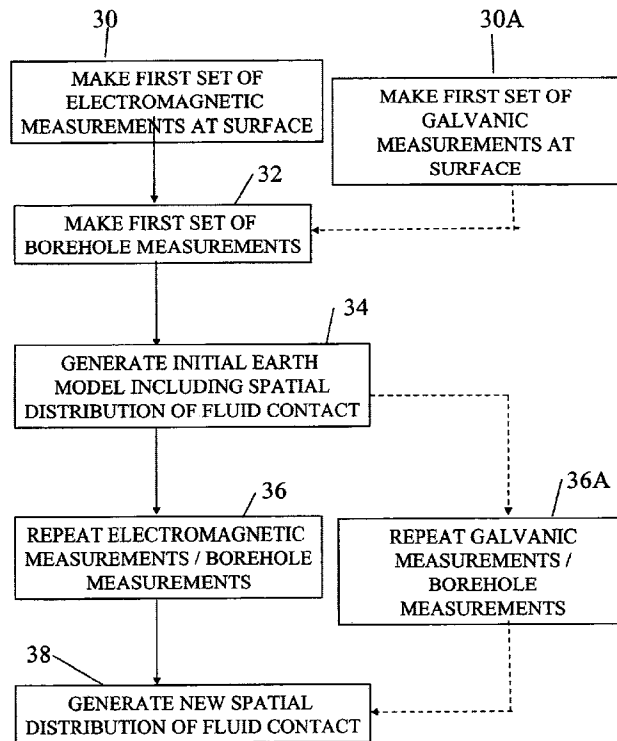 30
30A
MAKE FIRST SET OF
ELECTROMAGNETIC
MEASUREMENTS AT SURFACE
MAKE FIRST SET OF
GALVANIC
MEASUREMENTS AT
SURFACE
32
MAKE FIRST SET OF
BOREHOLE MEASUREMENTS
34
GENERATE INITIAL EARTH
MODEL INCLUDING SPATIAL
DISTRIBUTION OF FLUID CONTACT
36
36A
REPEAT ELECTROMAGNETIC
MEASUREMENTS / BOREHOLE
MEASUREMENTS
REPEAT GALVANIC
MEASUREMENTS /
BOREHOLE
MEASUREMENTS
38
GENERATE NEW SPATIAL
DISTRIBUTION OF FLUID CONTACT